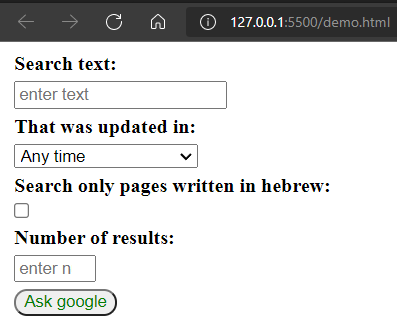 127.0.0.1:5500/demo.html
Search text:
enter text
That was updated in:
Any time
Search only pages written in hebrew:
Number of results:
enter n
Ask google